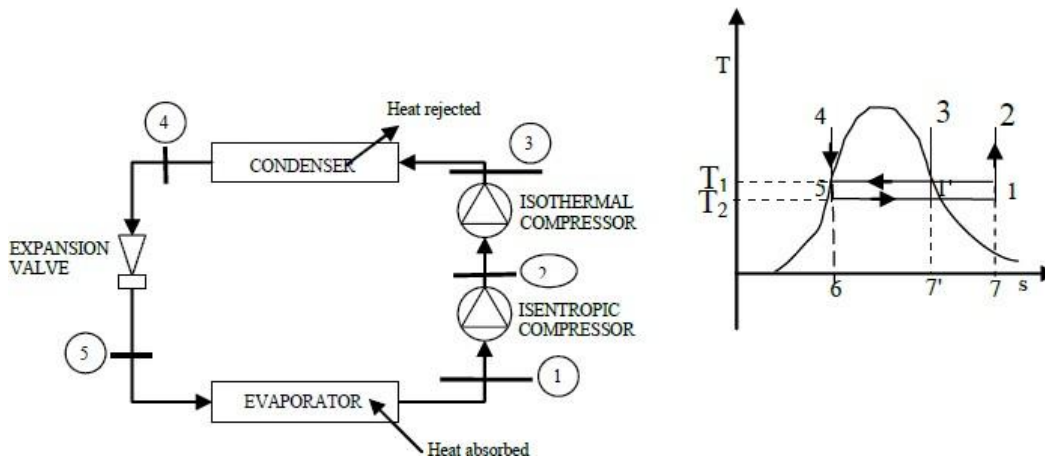 4
Heat rejected
CONDENSER
3
ISOTHERMAL
COMPRESSOR
EXPANSION
VALVE
2
ISENTROPIC
COMPRESSOR
5
1
EVAPORATOR
Heat absorbed
T
4
3
2
T1
5
1'
1
T2
6
7'
7
s